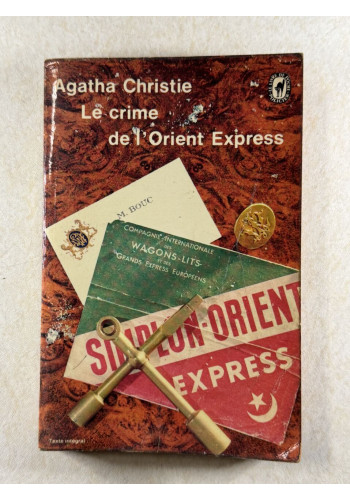 Agatha Christie
Le crime
de l'Orient Express
M. BOUC
COMPAGNIE INTERNATIONALE
DES
WAGONS-LITS
ET DES
GRANDS EXPRESS EUROPÉENS
SIMPLON-ORIENT
EXPRESS
Texte intégral